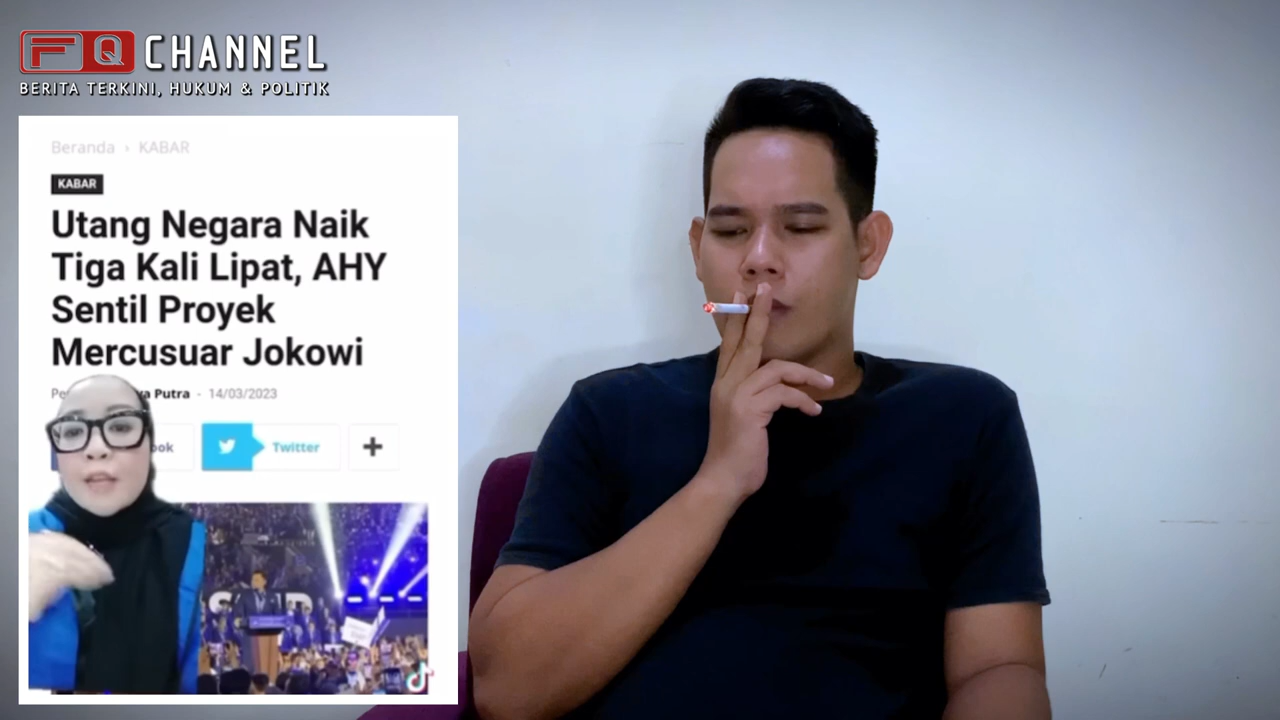 FQ CHANNEL
BERITA TERKINI, HUKUM & POLITIK
Beranda › KABAR
KABAR
Utang Negara Naik
Tiga Kali Lipat, AHY
Sentil Proyek
Mercusuar Jokowi
Putra - 14/03/2023
Twitter +